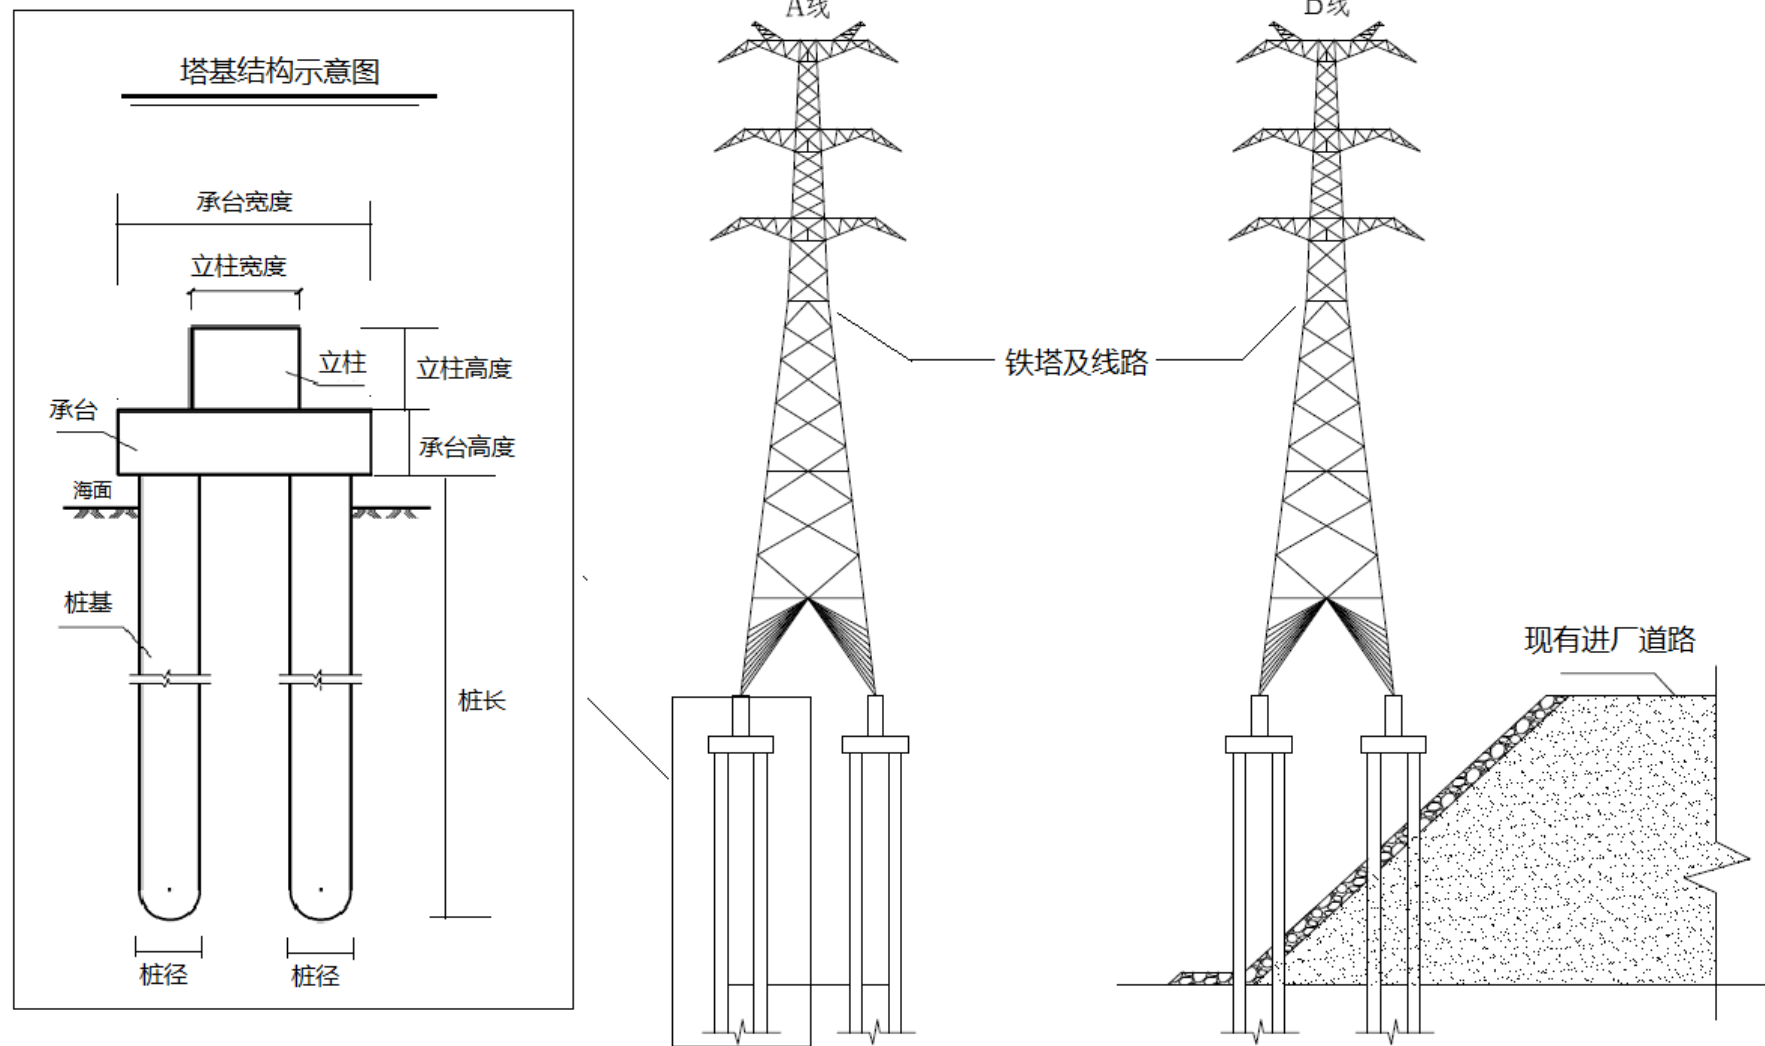 塔基结构示意图
承台宽度
立柱宽度
立柱
立柱高度
承台
承台高度
海面
桩基
桩长
桩径
桩径
A线
B线
铁塔及线路
现有进厂道路